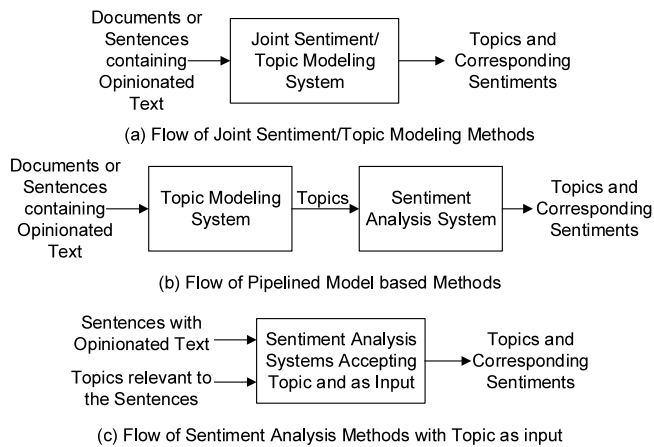 Documents or
Sentences
containing
Opinionated
Text
Joint Sentiment/
Topic Modeling
System
Topics and
Corresponding
Sentiments
(a) Flow of Joint Sentiment/Topic Modeling Methods
Documents or
Sentences
containing
Opinionated
Text
Topic Modeling
System
Topics
Sentiment
Analysis System
Topics and
Corresponding
Sentiments
(b) Flow of Pipelined Model based Methods
Sentences with
Opinionated Text
Topics relevant to
the Sentences
Sentiment Analysis
Systems Accepting
Topic and as Input
Topics and
Corresponding
Sentiments
(c) Flow of Sentiment Analysis Methods with Topic as input